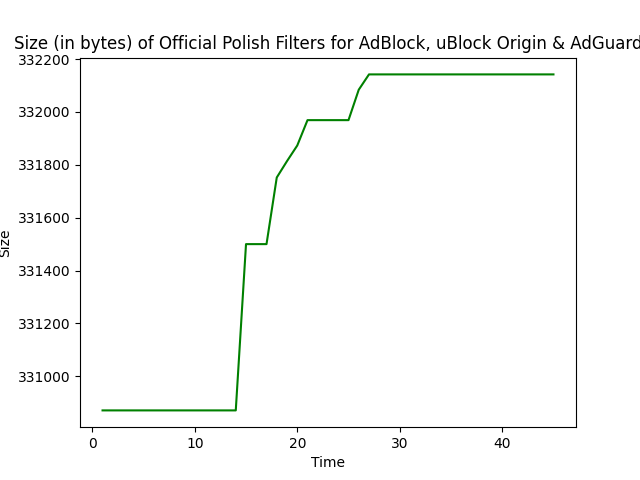 Size (in bytes) of Official Polish Filters for AdBlock, uBlock Origin & AdGuard
332200
332000
331800
331600
331400
331200
331000
Size
0 10 20 30 40
Time